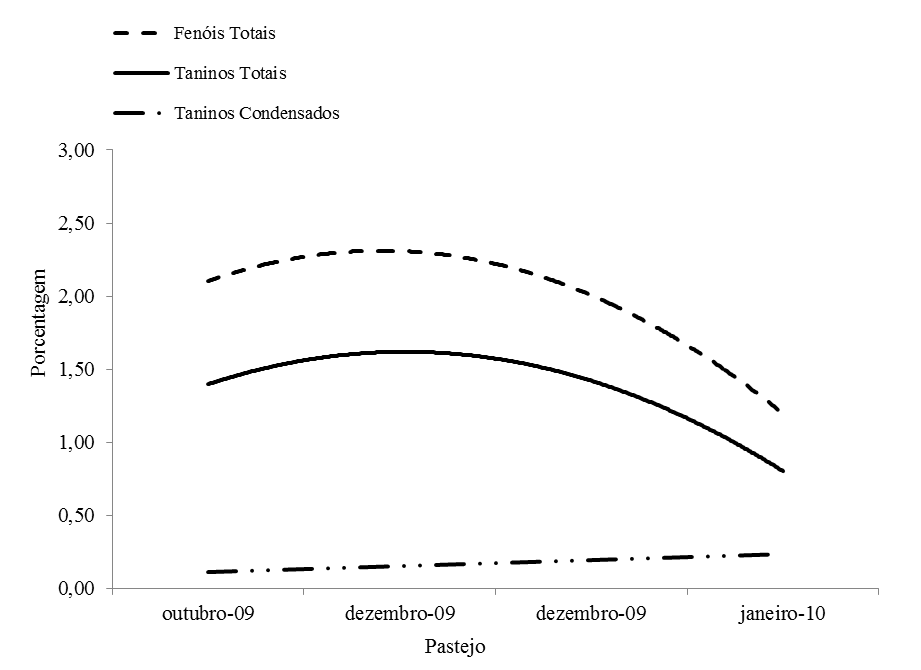 Fenóis Totais
Taninos Totais
Taninos Condensados
3,00
2,50
2,00
1,50
1,00
0,50
0,00
Porcentagem
outubro-09 dezembro-09 dezembro-09 janeiro-10
Pastejo